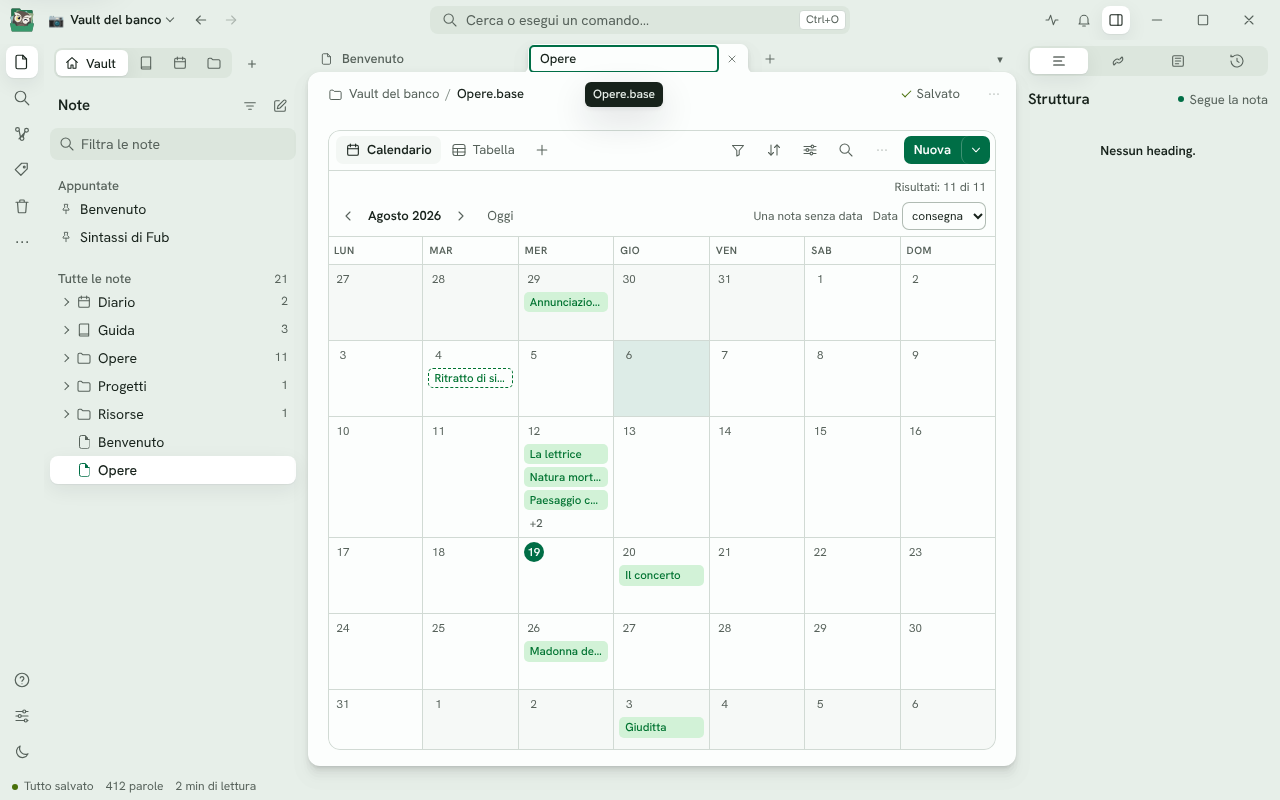 Vault del banco
Cerca o esegui un comando…
Ctrl+O
Vault
Benvenuto
Opere
Note
Filtra le note
Appuntate
Benvenuto
Sintassi di Fub
Tutte le note 21
Diario 2
Guida 3
Opere 11
Progetti 1
Risorse 1
Benvenuto
Opere
Vault del banco / Opere.base
Opere.base
Salvato
Calendario
Tabella
Nuova
Risultati: 11 di 11
Agosto 2026
Oggi
Una nota senza data
Data
consegna
LUN MAR MER GIO VEN SAB DOM
27 28 29 30 31 1 2
Annunciazio…
3 4 5 6 7 8 9
Ritratto di si…
10 11 12 13 14 15 16
La lettrice
Natura mort…
Paesaggio c…
+2
17 18 19 20 21 22 23
Il concerto
24 25 26 27 28 29 30
Madonna de…
31 1 2 3 4 5 6
Giuditta
Struttura
Segue la nota
Nessun heading.
Tutto salvato 412 parole 2 min di lettura